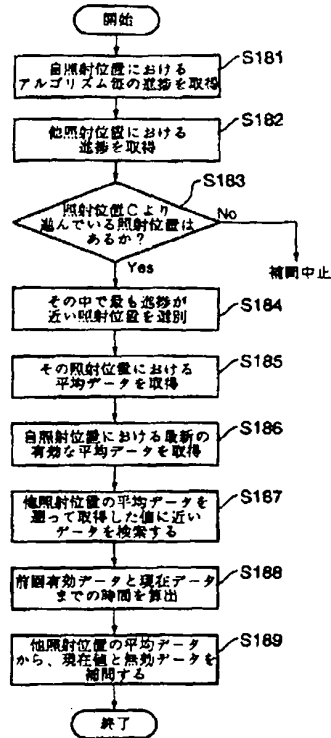 開始
S181
自照射位置における
アルゴリズム毎の進捗を取得
S182
他照射位置における
進捗を取得
S183
照射位置Cより
進んでいる照射位置は
あるか?
No
補間中止
Yes
S184
その中で最も進捗が
近い照射位置を選別
S185
その照射位置における
平均データを取得
S186
自照射位置における最新の
有効な平均データを取得
S187
他照射位置の平均データを
遡って取得した値に近い
データを検索する
S188
前回有効データと現在データ
までの時間を算出
S189
他照射位置の平均データ
から、現在値と無効データを
補間する
終了